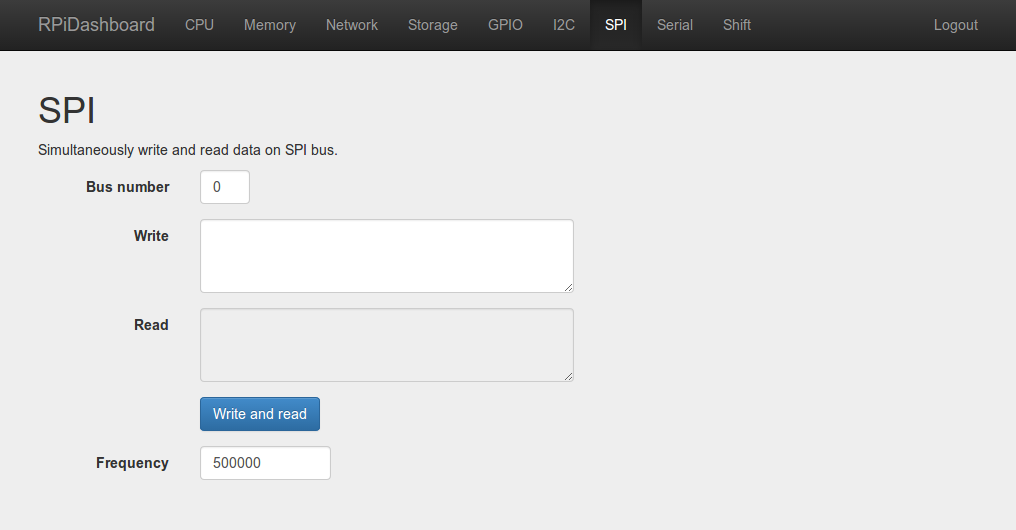 RPiDashboard CPU Memory Network Storage GPIO I2C SPI Serial Shift Logout
SPI
Simultaneously write and read data on SPI bus.
Bus number 0
Write
Read
Write and read
Frequency 500000